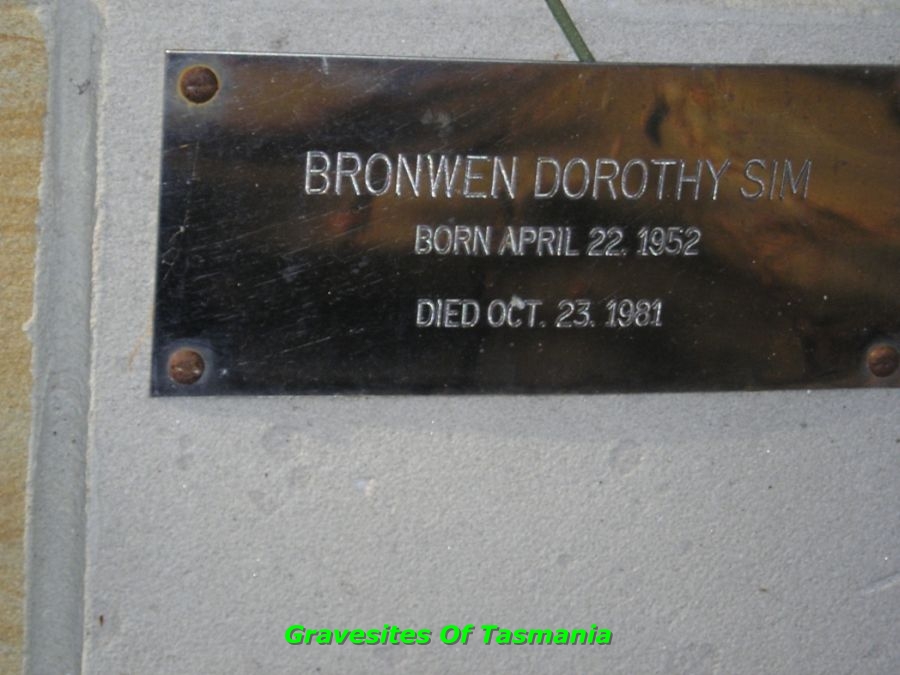 BRONWEN DOROTHY SIM
BORN APRIL 22. 1952
DIED OCT. 23. 1981
Gravesites Of Tasmania